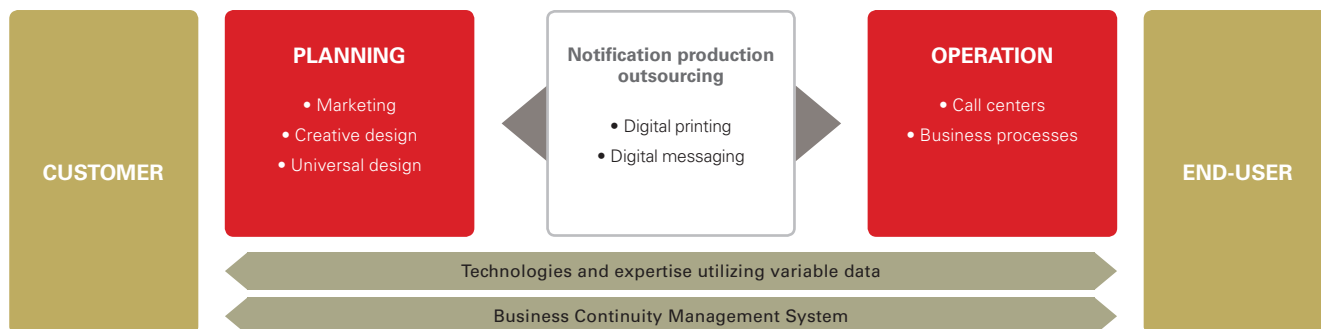 CUSTOMER
PLANNING
• Marketing
• Creative design
• Universal design
Notification production
outsourcing
• Digital printing
• Digital messaging
OPERATION
• Call centers
• Business processes
END-USER
Technologies and expertise utilizing variable data
Business Continuity Management System